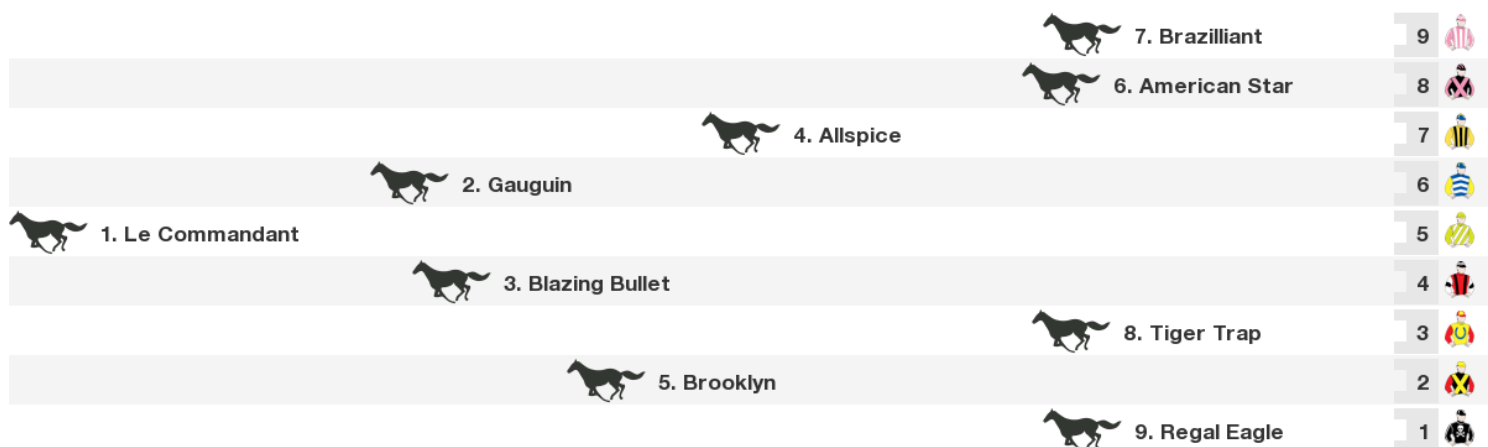 7. Brazilliant 9
6. American Star 8
4. Allspice 7
2. Gauguin 6
1. Le Commandant 5
3. Blazing Bullet 4
8. Tiger Trap 3
5. Brooklyn 2
9. Regal Eagle 1